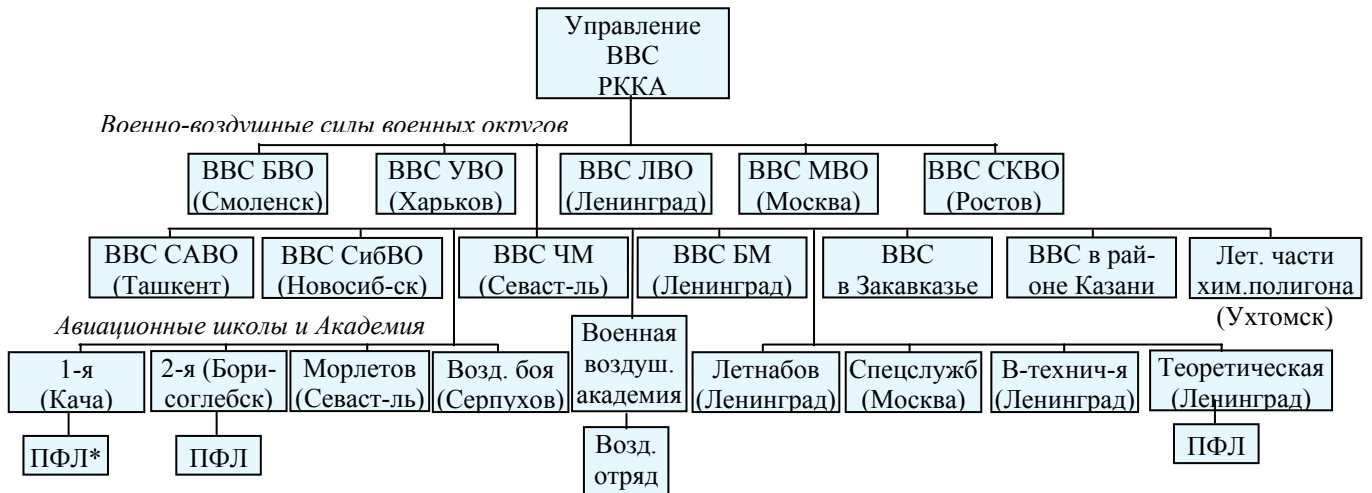 Управление
ВВС
РККА
Военно-воздушные силы военных округов
ВВС БВО
(Смоленск)
ВВС УВО
(Харьков)
ВВС ЛВО
(Ленинград)
ВВС МВО
(Москва)
ВВС СКВО
(Ростов)
ВВС САВО
(Ташкент)
ВВС СибВО
(Новосиб-ск)
ВВС ЧМ
(Севаст-ль)
ВВС БМ
(Ленинград)
ВВС
в Закавказье
ВВС в рай-
оне Казани
Лет. части
хим.полигона
(Ухтомск)
Авиационные школы и Академия
1-я
(Кача)
2-я (Бори-
соглебск)
Морлетов
(Севаст-ль)
Возд. боя
(Серпухов)
Военная
воздуш.
академия
Летнабов
(Ленинград)
Спецслужб
(Москва)
В-технич-я
(Ленинград)
Теоретическая
(Ленинград)
ПФЛ*
ПФЛ
Возд.
отряд
ПФЛ